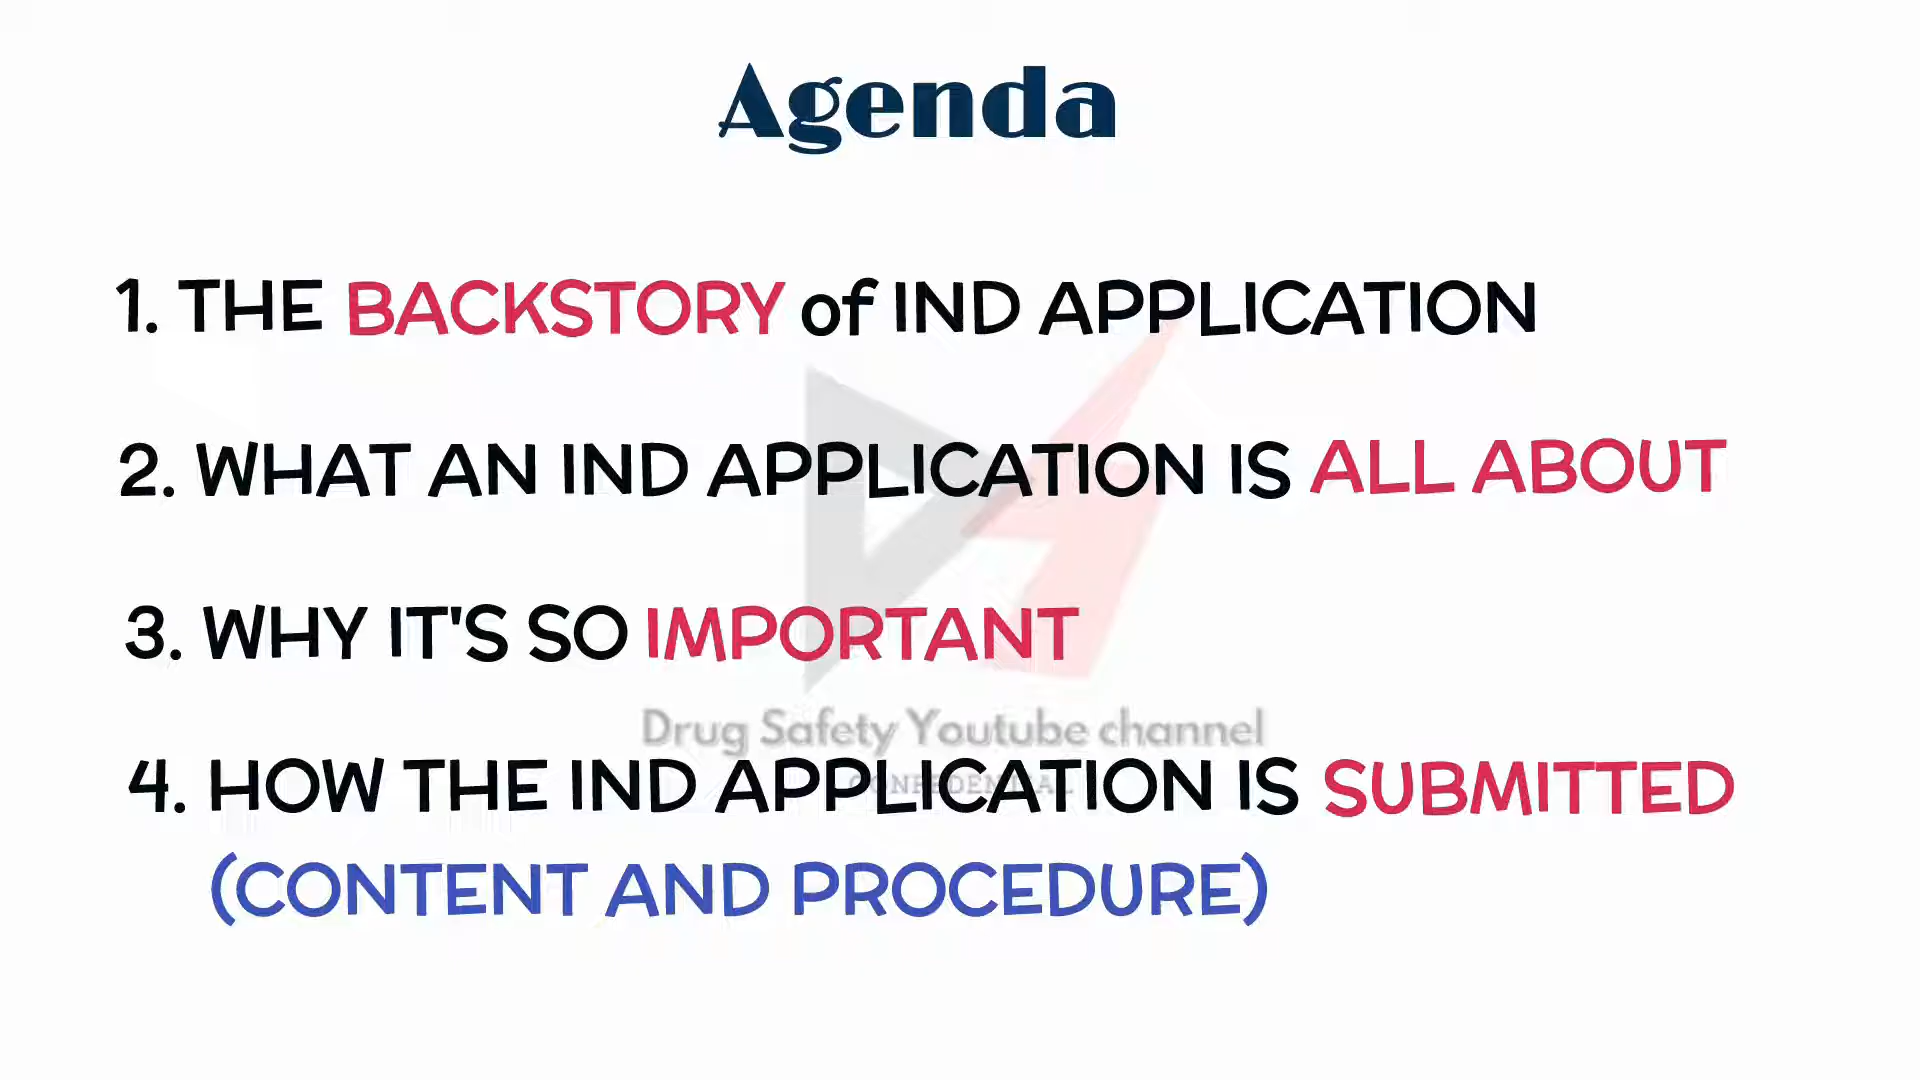 Agenda
1. THE BACKSTORY of IND APPLICATION
2. WHAT AN IND APPLICATION IS ALL ABOUT
3. WHY IT'S SO IMPORTANT
Drug Safety Youtube channel
4. HOW THE IND APPLICATION IS SUBMITTED
(CONTENT AND PROCEDURE)